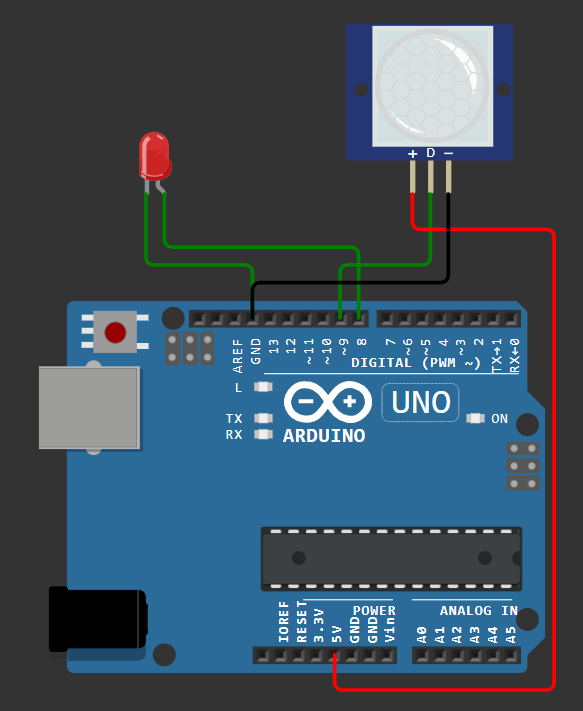 + D −
AREF
GND
13
12
~11
~10
~9
8
7
~6
~5
4
~3
2
TX→1
RX←0
DIGITAL (PWM ~)
L
TX
RX
UNO
ON
ARDUINO
POWER
ANALOG IN
IOREF
RESET
3.3V
5V
GND
GND
Vin
A0
A1
A2
A3
A4
A5